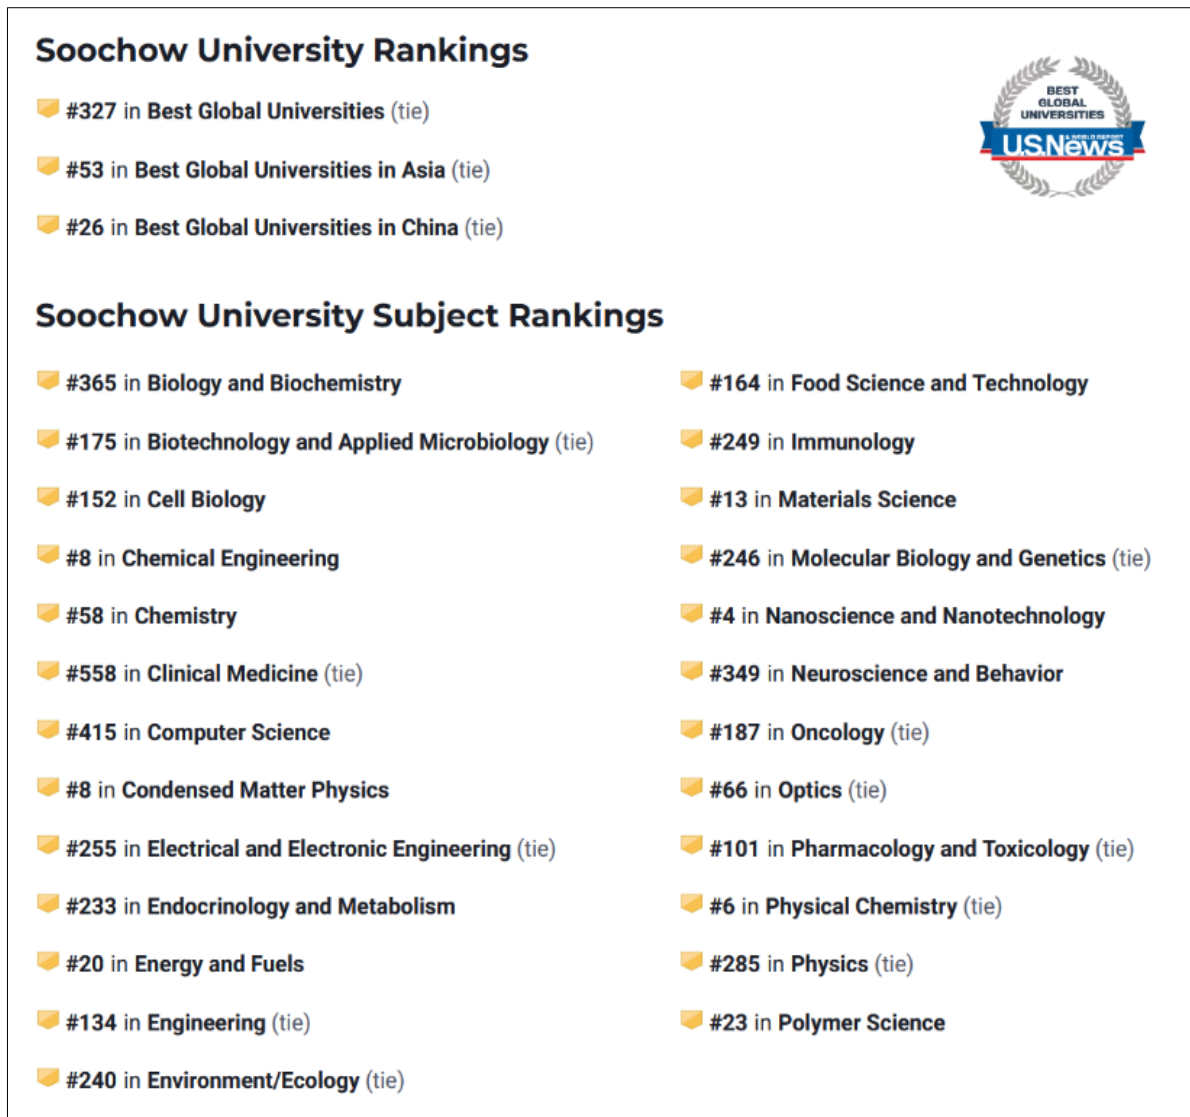 Soochow University Rankings
#327 in Best Global Universities (tie)
#53 in Best Global Universities in Asia (tie)
#26 in Best Global Universities in China (tie)
BEST
GLOBAL
UNIVERSITIES
& WORLD REPORT
U.S.News
Soochow University Subject Rankings
#365 in Biology and Biochemistry
#175 in Biotechnology and Applied Microbiology (tie)
#152 in Cell Biology
#8 in Chemical Engineering
#58 in Chemistry
#558 in Clinical Medicine (tie)
#415 in Computer Science
#8 in Condensed Matter Physics
#255 in Electrical and Electronic Engineering (tie)
#233 in Endocrinology and Metabolism
#20 in Energy and Fuels
#134 in Engineering (tie)
#240 in Environment/Ecology (tie)
#164 in Food Science and Technology
#249 in Immunology
#13 in Materials Science
#246 in Molecular Biology and Genetics (tie)
#4 in Nanoscience and Nanotechnology
#349 in Neuroscience and Behavior
#187 in Oncology (tie)
#66 in Optics (tie)
#101 in Pharmacology and Toxicology (tie)
#6 in Physical Chemistry (tie)
#285 in Physics (tie)
#23 in Polymer Science